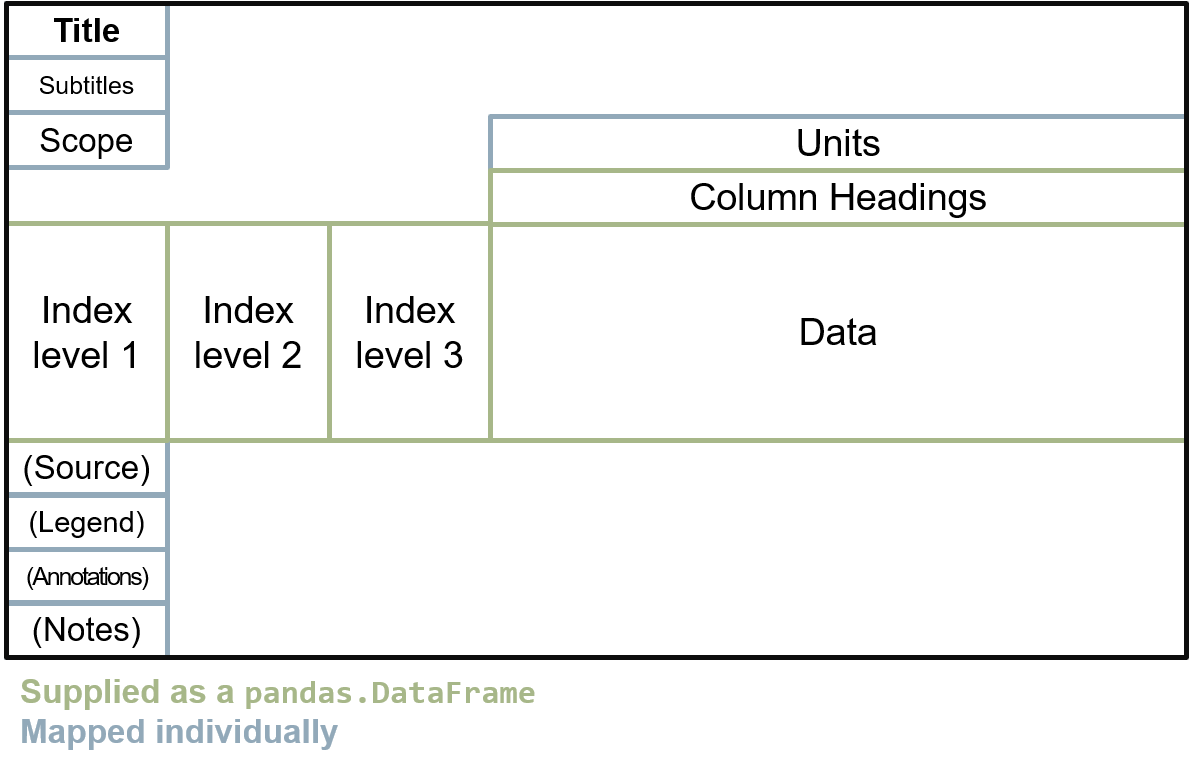 Title
Subtitles
Scope
Units
Column Headings
Index
level 1
Index
level 2
Index
level 3
Data
(Source)
(Legend)
(Annotations)
(Notes)
Supplied as a pandas.DataFrame
Mapped individually